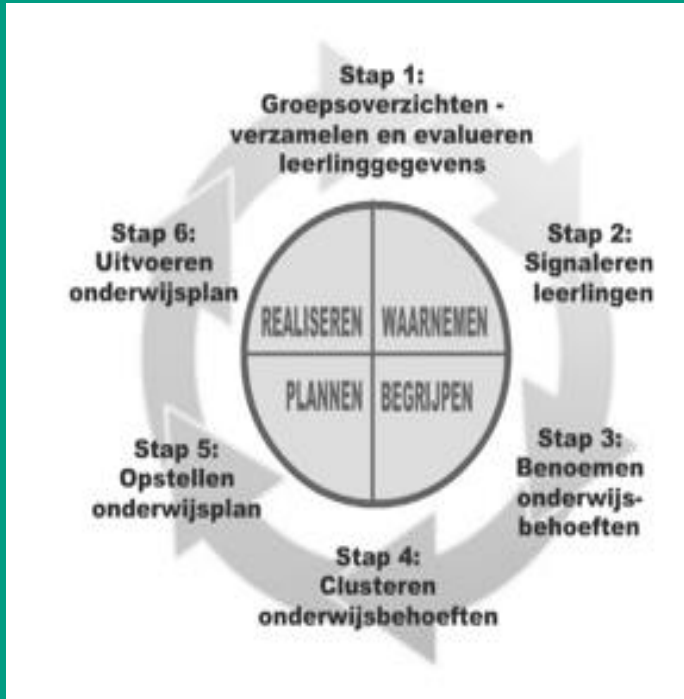 Stap 1:
Groepsoverzichten -
verzamelen en evalueren
leerlinggegevens
Stap 2:
Signaleren
leerlingen
Stap 3:
Benoemen
onderwijs-
behoeften
Stap 4:
Clusteren
onderwijsbehoeften
Stap 5:
Opstellen
onderwijsplan
Stap 6:
Uitvoeren
onderwijsplan
REALISEREN
WAARNEMEN
PLANNEN
BEGRIJPEN